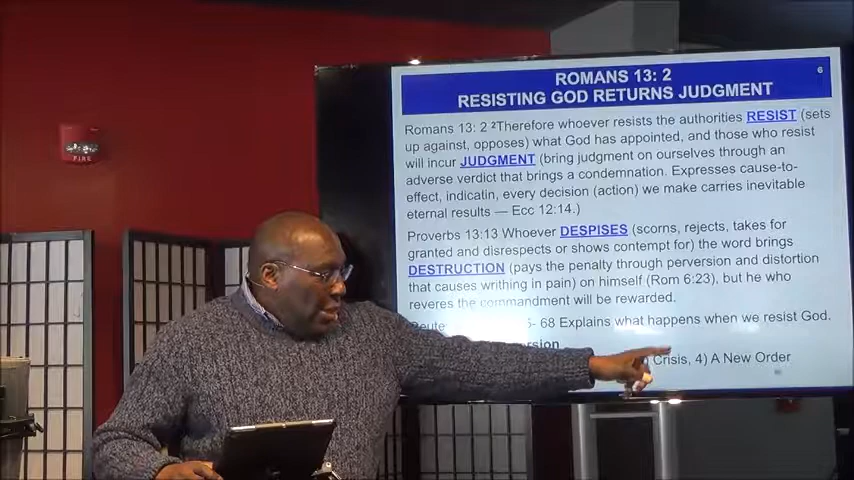 FIRE
6
ROMANS 13: 2
RESISTING GOD RETURNS JUDGMENT
Romans 13: 2 ²Therefore whoever resists the authorities RESIST (sets
up against, opposes) what God has appointed, and those who resist
will incur JUDGMENT (bring judgment on ourselves through an
adverse verdict that brings a condemnation. Expresses cause-to-
effect, indicatin, every decision (action) we make carries inevitable
eternal results — Ecc 12:14.)
Proverbs 13:13 Whoever DESPISES (scorns, rejects, takes for
granted and disrespects or shows contempt for) the word brings
DESTRUCTION (pays the penalty through perversion and distortion
that causes writhing in pain) on himself (Rom 6:23), but he who
reveres the commandment will be rewarded.
68 Explains what happens when we resist God.
Crisis, 4) A New Order